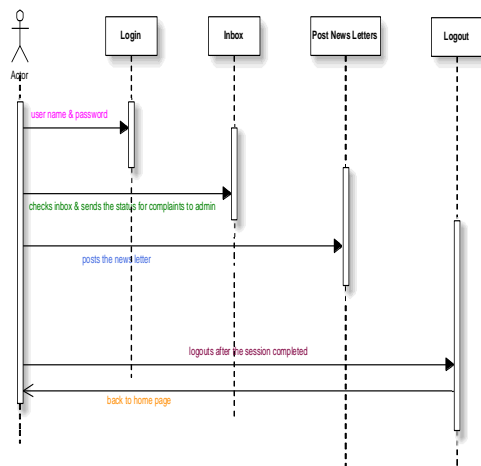 Login
Inbox
Post News Letters
Logout
Actor
user name & password
checks inbox & sends the status for complaints to admin
posts the news letter
logouts after the session completed
back to home page